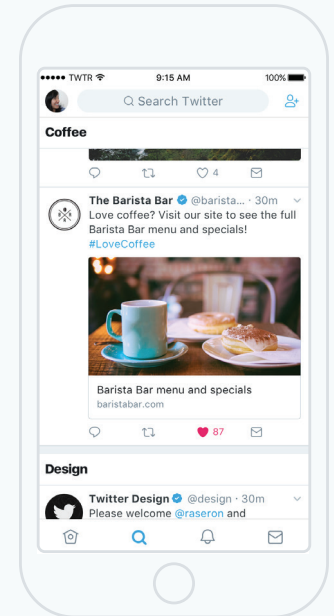 TWTR 9:15 AM 100%
Search Twitter
Coffee
4
The Barista Bar @barista... · 30m
Love coffee? Visit our site to see the full
Barista Bar menu and specials!
#LoveCoffee
Barista Bar menu and specials
baristabar.com
87
Design
Twitter Design @design · 30m
Please welcome @raseron and